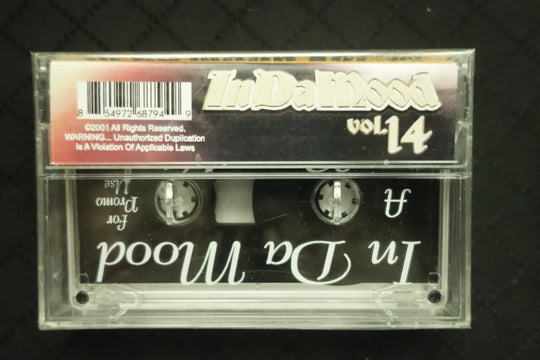 InDaMood
vol.14
8 54972 68794 9
©2001 All Rights Reserved.
WARNING... Unauthorized Duplication
Is A Violation Of Applicable Laws
In Da Mood
A
for
Promo
Use